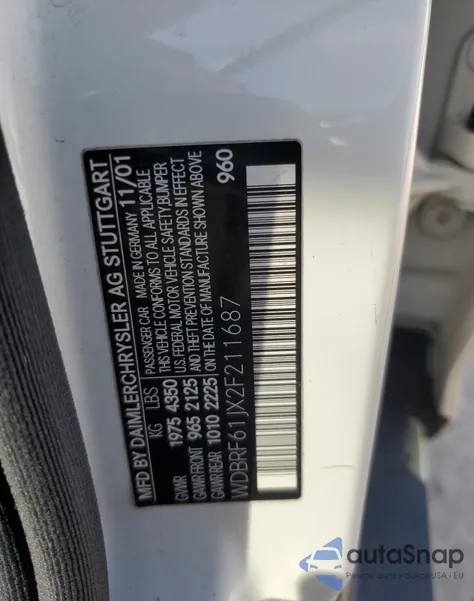 MFD BY DAIMLERCHRYSLER AG STUTTGART
PASSENGER CAR MADE IN GERMANY 11/01
KG LBS
GVWR 1975 4350
GAWR FRONT 965 2125
GAWR REAR 1010 2225
THIS VEHICLE CONFORMS TO ALL APPLICABLE
U.S. FEDERAL MOTOR VEHICLE SAFETY, BUMPER
AND THEFT PREVENTION STANDARDS IN EFFECT
ON THE DATE OF MANUFACTURE SHOWN ABOVE
WDBRF61JX2F211687 960
autoSnap